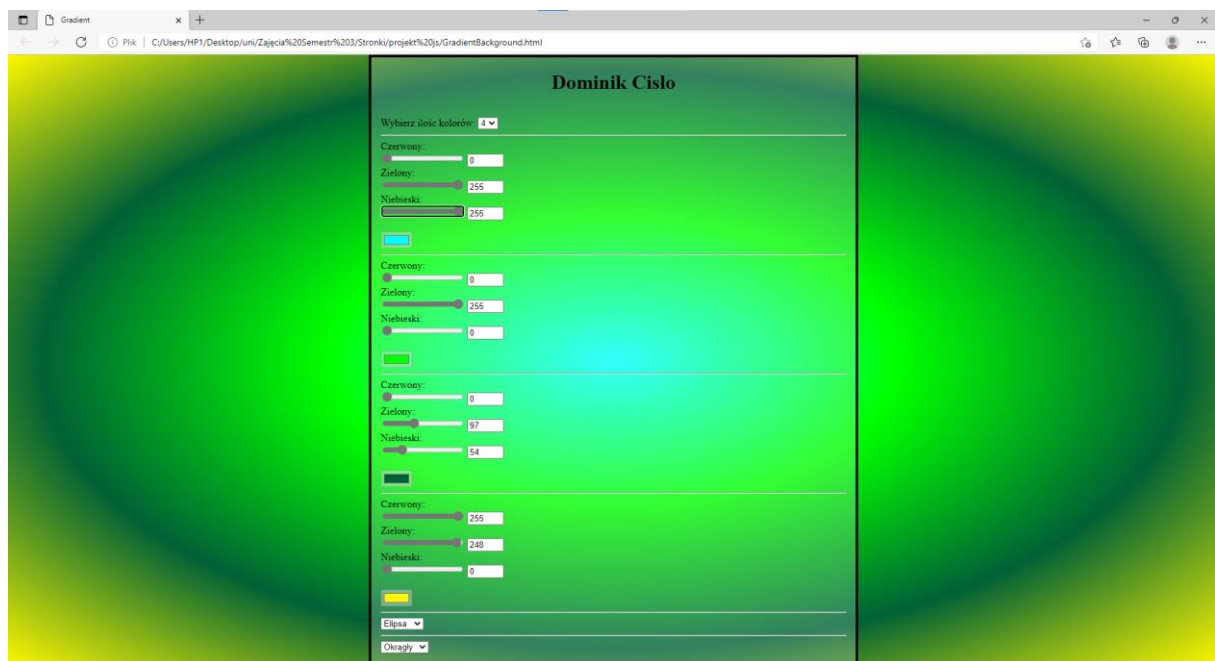 Gradient
Plik C:/Users/HP1/Desktop/uni/Zajęcia%20Semestr%203/Stronki/projekt%20js/GradientBackground.html
Dominik Cisło
Wybierz ilośc kolorów: 4
Czerwony:
0
Zielony:
255
Niebieski:
255
Czerwony:
0
Zielony:
255
Niebieski:
0
Czerwony:
0
Zielony:
97
Niebieski:
54
Czerwony:
255
Zielony:
248
Niebieski:
0
Elipsa
Okrągły